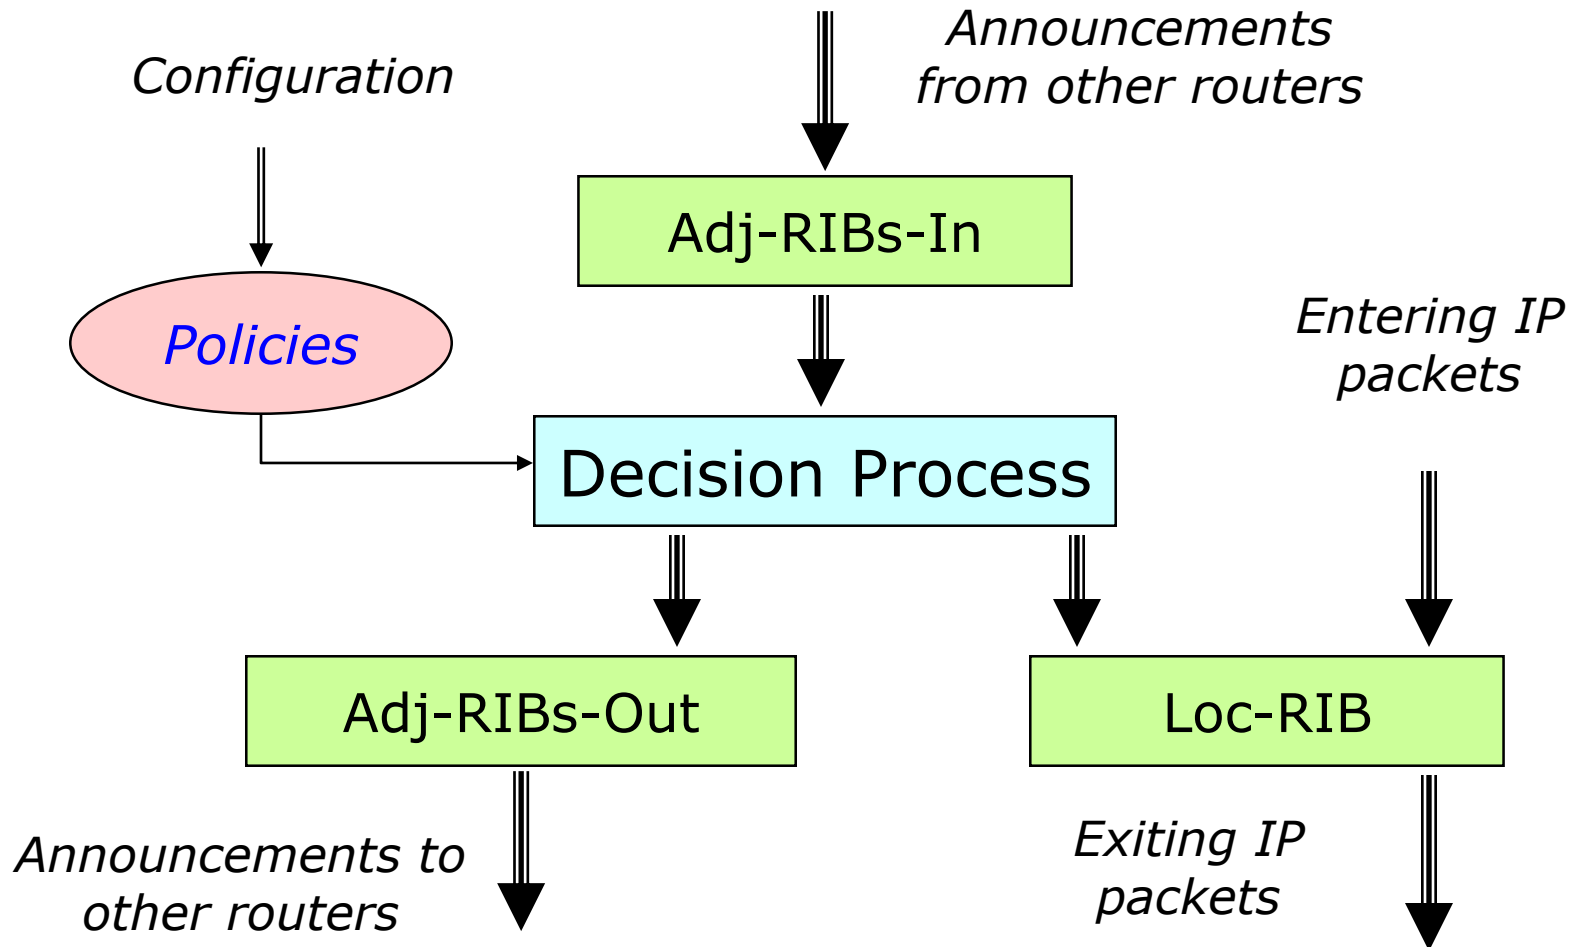 Configuration
Announcements
from other routers
Adj-RIBs-In
Policies
Entering IP
packets
Decision Process
Adj-RIBs-Out
Loc-RIB
Announcements to
other routers
Exiting IP
packets